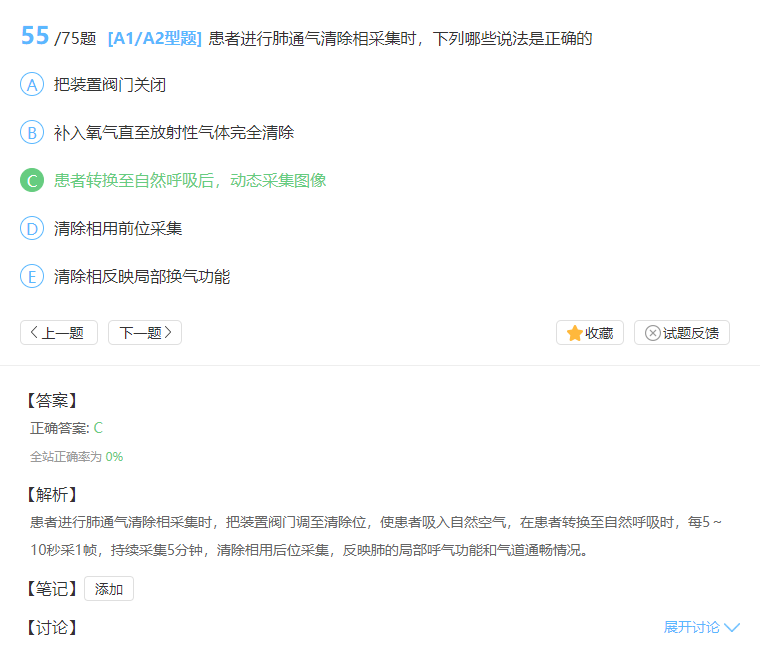 55 /75题 [A1/A2型题] 患者进行肺通气清除相采集时，下列哪些说法是正确的
A 把装置阀门关闭
B 补入氧气直至放射性气体完全清除
C 患者转换至自然呼吸后，动态采集图像
D 清除相用前位采集
E 清除相反映局部换气功能
上一题 下一题 收藏 试题反馈
【答案】
正确答案: C
全站正确率为 0%
【解析】
患者进行肺通气清除相采集时，把装置阀门调至清除位，使患者吸入自然空气，在患者转换至自然呼吸时，每5～
10秒采1帧，持续采集5分钟，清除相用后位采集，反映肺的局部呼气功能和气道通畅情况。
【笔记】 添加
【讨论】 展开讨论